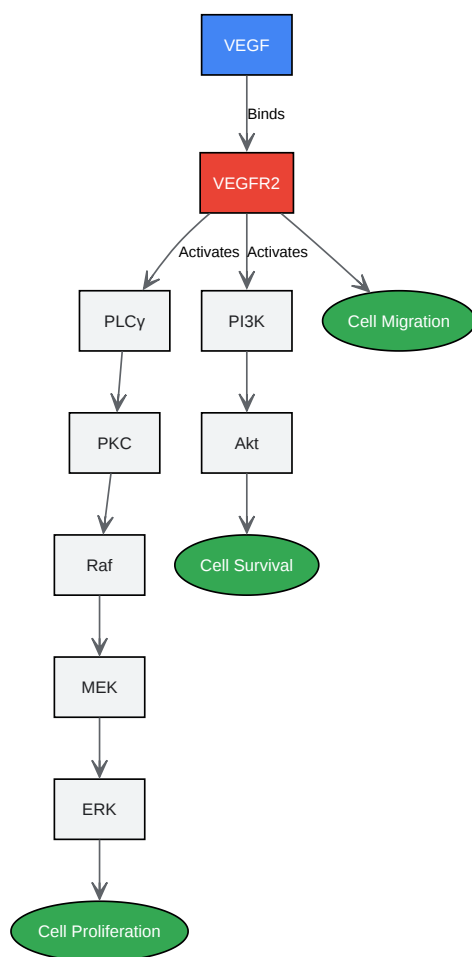 VEGF
Binds
VEGFR2
Activates
Activates
PLCγ
PI3K
Cell Migration
PKC
Akt
Raf
Cell Survival
MEK
ERK
Cell Proliferation